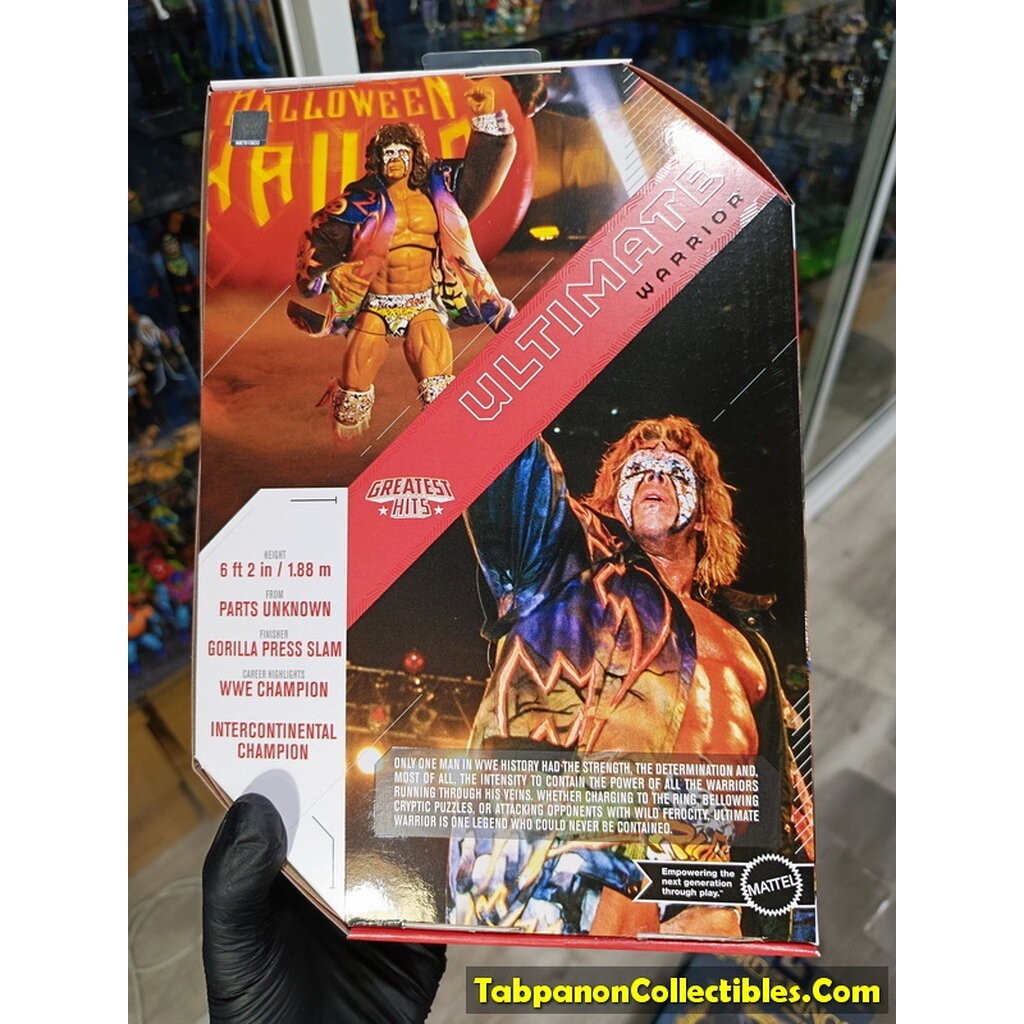 HALLOWEEN
HAVOC
ULTIMATE
WARRIOR
GREATEST
HITS
HEIGHT
6 ft 2 in / 1.88 m
FROM
PARTS UNKNOWN
FINISHER
GORILLA PRESS SLAM
CAREER HIGHLIGHTS
WWE CHAMPION
INTERCONTINENTAL
CHAMPION
ONLY ONE MAN IN WWE HISTORY HAD THE STRENGTH, THE DETERMINATION AND,
MOST OF ALL, THE INTENSITY TO CONTAIN THE POWER OF ALL THE WARRIORS
RUNNING THROUGH HIS VEINS. WHETHER CHARGING TO THE RING, BELLOWING
CRYPTIC PUZZLES, OR ATTACKING OPPONENTS WITH WILD FEROCITY, ULTIMATE
WARRIOR IS ONE LEGEND WHO COULD NEVER BE CONTAINED.
Empowering the
next generation
through play.™
MATTEL
TabpanonCollectibles.Com